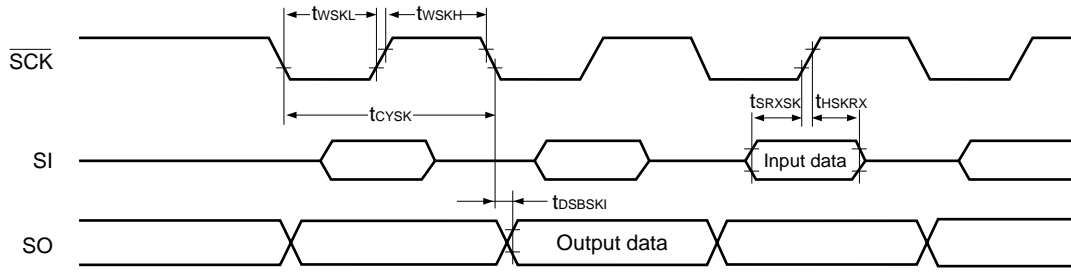 tWSKL tWSKH
SCK
tCYSK
tSRXSK tHSKRX
SI
Input data
tDSBSKI
SO
Output data